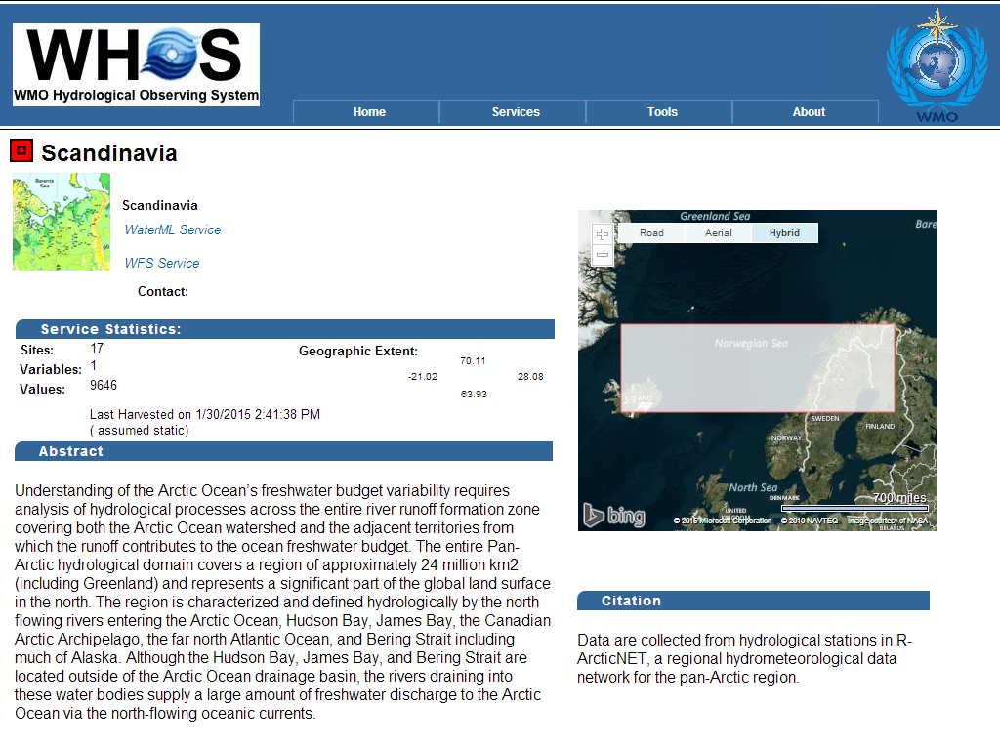 WHOS
WMO Hydrological Observing System
WMO
Home Services Tools About
Scandinavia
Barents
Sea
Scandinavia
WaterML Service
WFS Service
Contact:
Service Statistics:
Sites: 17
Variables: 1
Values: 9646
Geographic Extent:
70.11
-21.02 28.08
63.93
Last Harvested on 1/30/2015 2:41:38 PM
( assumed static)
Abstract
Understanding of the Arctic Ocean’s freshwater budget variability requires
analysis of hydrological processes across the entire river runoff formation zone
covering both the Arctic Ocean watershed and the adjacent territories from
which the runoff contributes to the ocean freshwater budget. The entire Pan-
Arctic hydrological domain covers a region of approximately 24 million km2
(including Greenland) and represents a significant part of the global land surface
in the north. The region is characterized and defined hydrologically by the north
flowing rivers entering the Arctic Ocean, Hudson Bay, James Bay, the Canadian
Arctic Archipelago, the far north Atlantic Ocean, and Bering Strait including
much of Alaska. Although the Hudson Bay, James Bay, and Bering Strait are
located outside of the Arctic Ocean drainage basin, the rivers draining into
these water bodies supply a large amount of freshwater discharge to the Arctic
Ocean via the north-flowing oceanic currents.
Greenland Sea
Bare
Road Aerial Hybrid
Norwegian Sea
ICELAND
SWEDEN
FINLAND
NORWAY
North Sea
DENMARK
700 miles
UNITED
KINGDOM
BELARUS
bing
© 2015 Microsoft Corporation © 2010 NAVTEQ Image courtesy of NASA
Citation
Data are collected from hydrological stations in R-
ArcticNET, a regional hydrometeorological data
network for the pan-Arctic region.